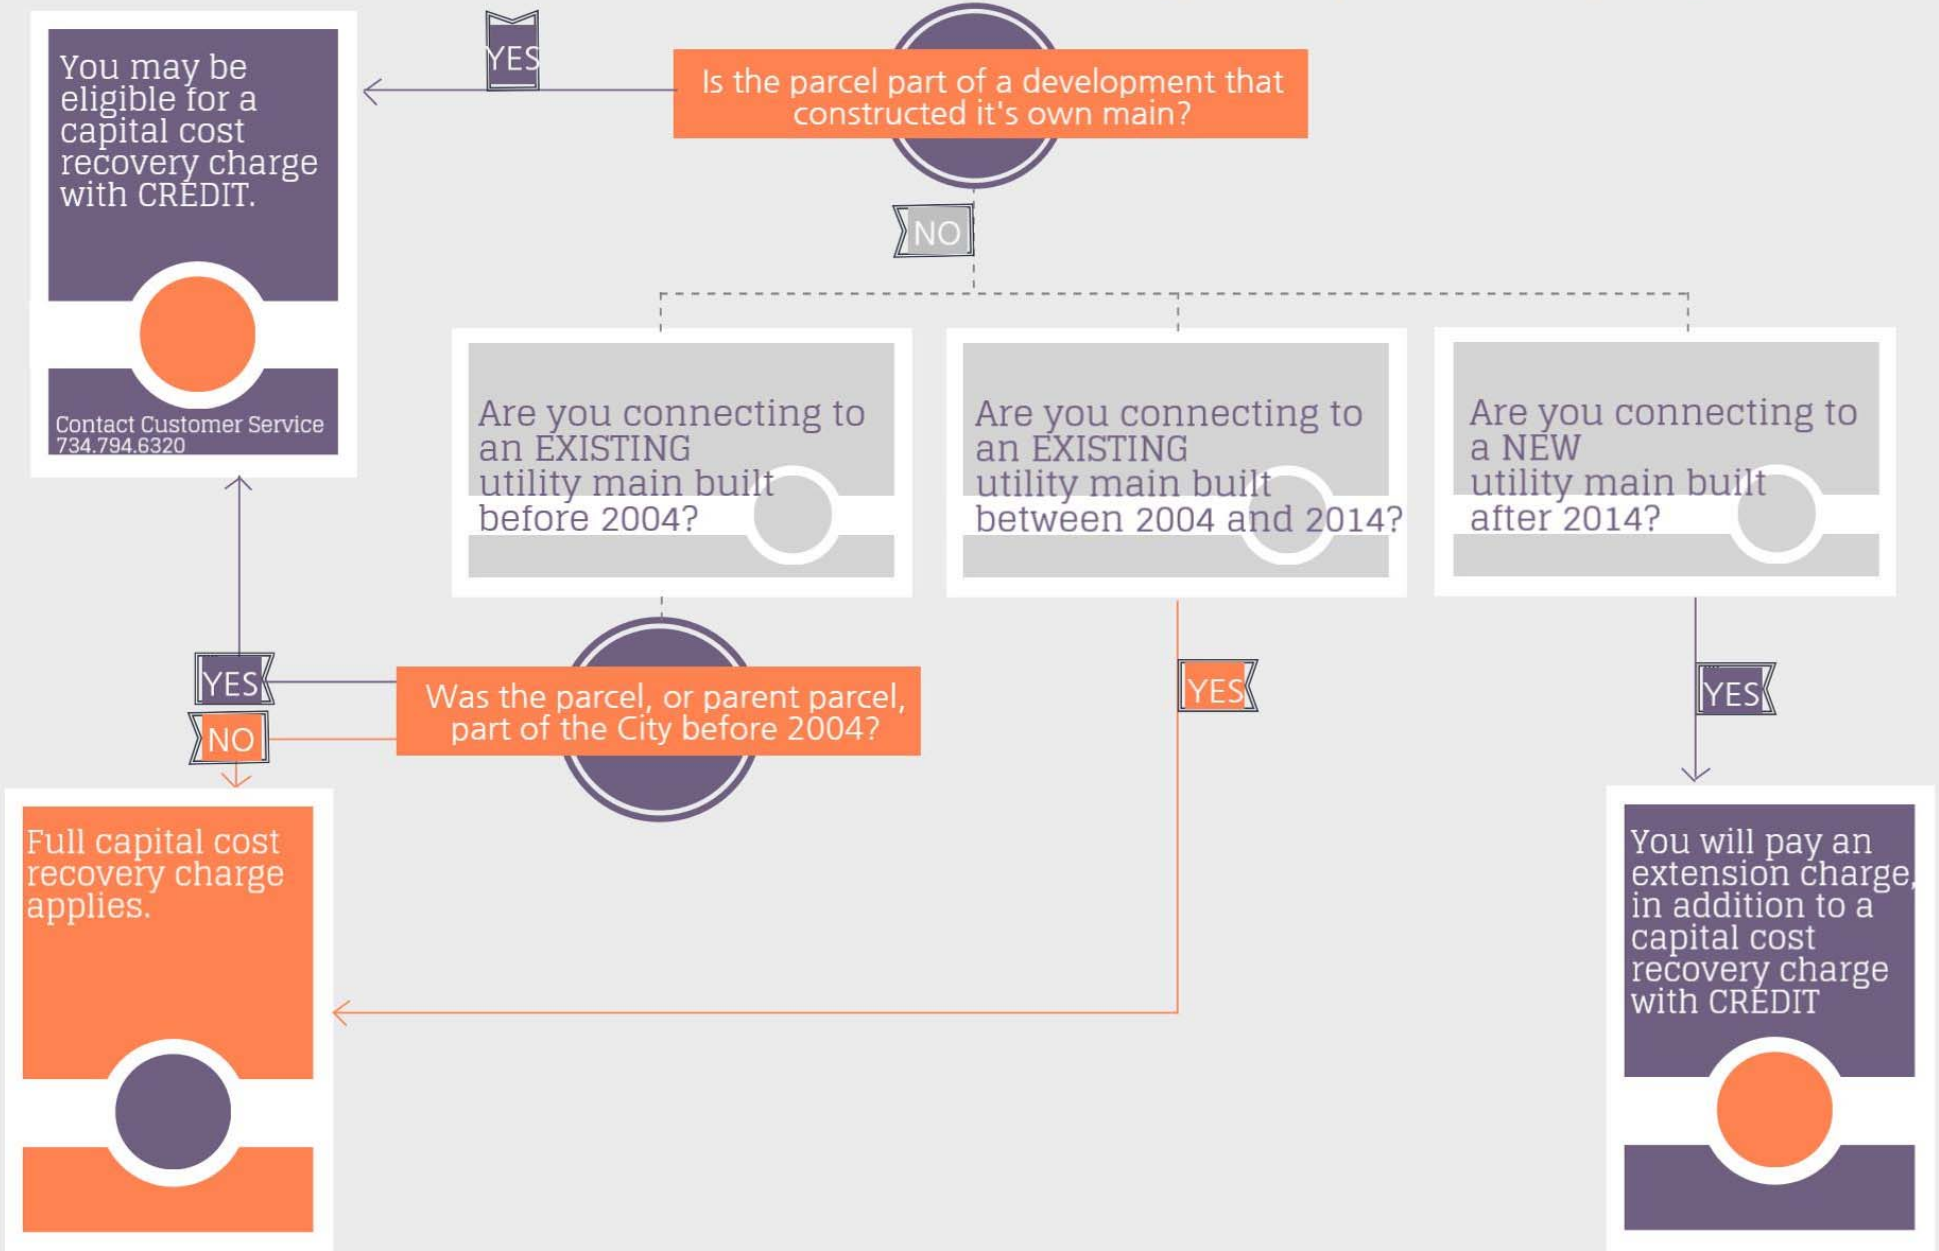 YES
Is the parcel part of a development that
constructed it's own main?
You may be
eligible for a
capital cost
recovery charge
with CREDIT.
Contact Customer Service
734.794.6320
NO
Are you connecting to
an EXISTING
utility main built
before 2004?
Are you connecting to
an EXISTING
utility main built
between 2004 and 2014?
Are you connecting to
a NEW
utility main built
after 2014?
YES
NO
Was the parcel, or parent parcel,
part of the City before 2004?
YES
YES
Full capital cost
recovery charge
applies.
You will pay an
extension charge,
in addition to a
capital cost
recovery charge
with CREDIT